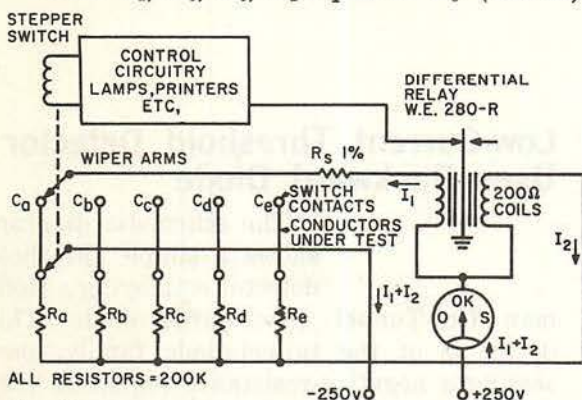 STEPPER
SWITCH
CONTROL
CIRCUITRY
LAMPS,PRINTERS
ETC,
DIFFERENTIAL
RELAY
W.E. 280-R
WIPER ARMS
Rs 1%
I1
200Ω
COILS
I2
Ca
Cb
Cc
Cd
Ce
SWITCH
CONTACTS
CONDUCTORS
UNDER TEST
Ra
Rb
Rc
Rd
Re
I1+I2
OK
O
S
I1+I2
ALL RESISTORS=200K
-250v
+250v